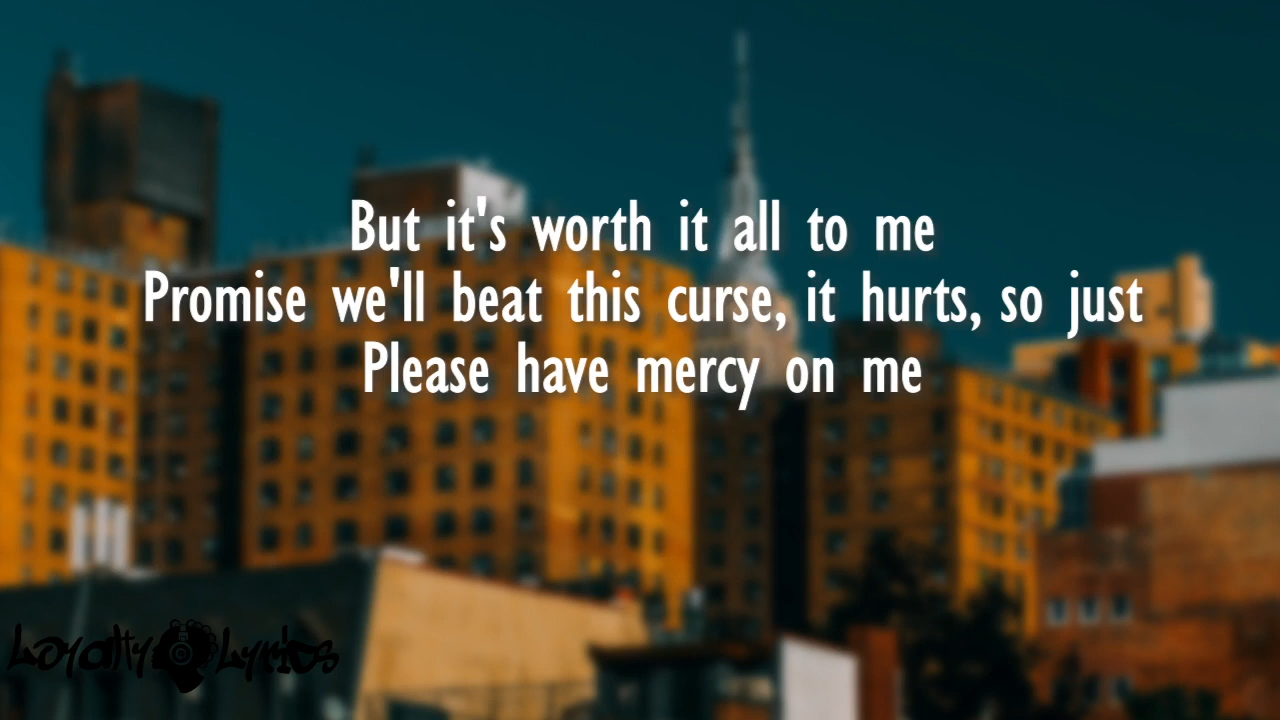 But it's worth it all to me
Promise we'll beat this curse, it hurts, so just
Please have mercy on me
Loyalty Lyrics